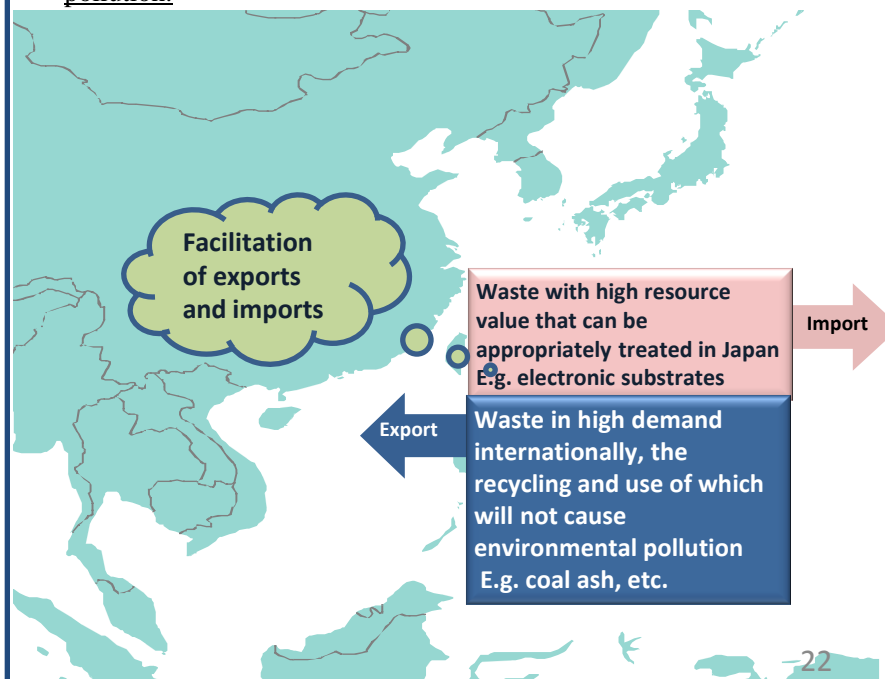 pollution.
Facilitation
of exports
and imports
Waste with high resource
value that can be
appropriately treated in Japan
E.g. electronic substrates
Import
Export
Waste in high demand
internationally, the
recycling and use of which
will not cause
environmental pollution
E.g. coal ash, etc.
22